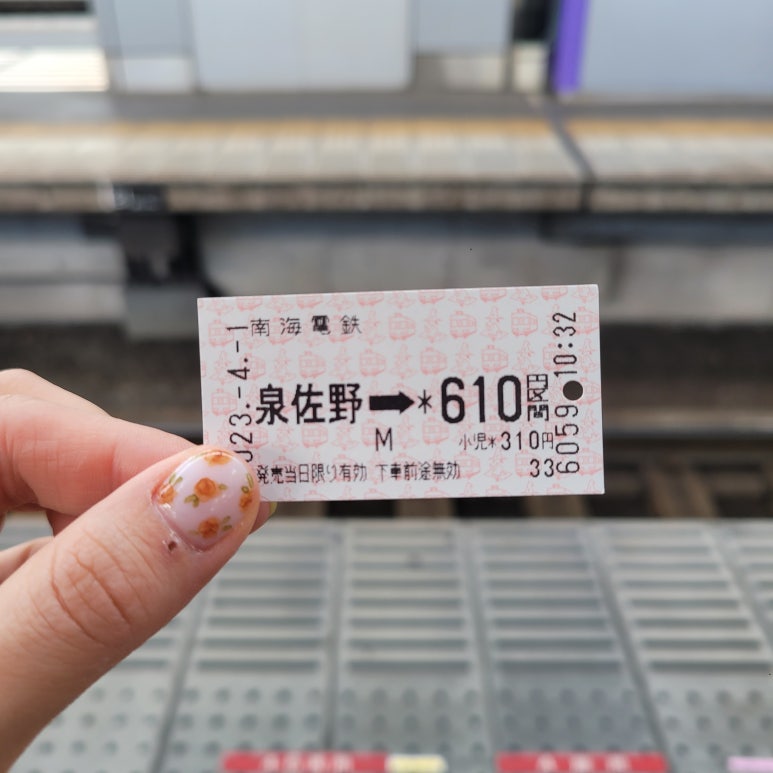 南海電鉄
泉佐野➡*610円区間
M 小児*310円
発売当日限り有効 下車前途無効 33
023.-4.-1
6059 10:32